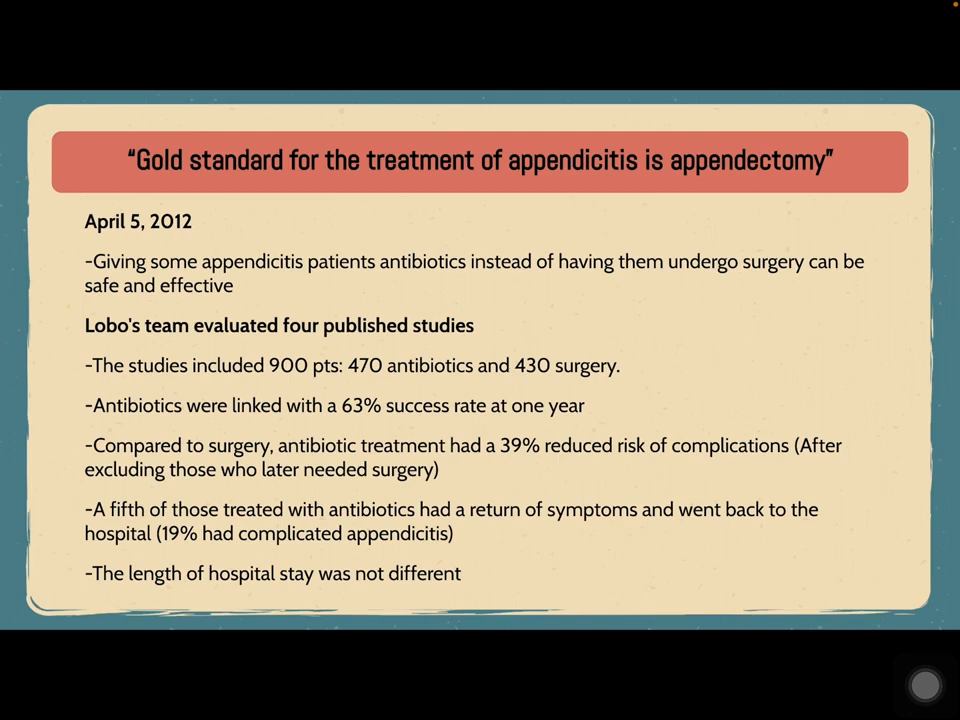 “Gold standard for the treatment of appendicitis is appendectomy”
April 5, 2012
-Giving some appendicitis patients antibiotics instead of having them undergo surgery can be
safe and effective
Lobo's team evaluated four published studies
-The studies included 900 pts: 470 antibiotics and 430 surgery.
-Antibiotics were linked with a 63% success rate at one year
-Compared to surgery, antibiotic treatment had a 39% reduced risk of complications (After
excluding those who later needed surgery)
-A fifth of those treated with antibiotics had a return of symptoms and went back to the
hospital (19% had complicated appendicitis)
-The length of hospital stay was not different